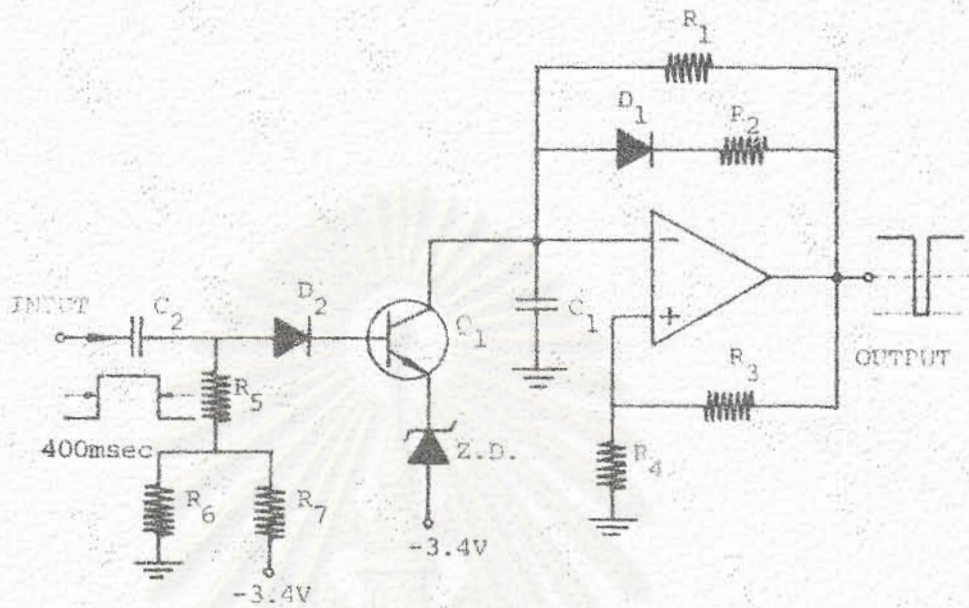 R1
D1
R2
INPUT
C2
D2
Q1
C1
OUTPUT
R3
R5
400msec
Z.D.
R4
R6
R7
-3.4V
-3.4V